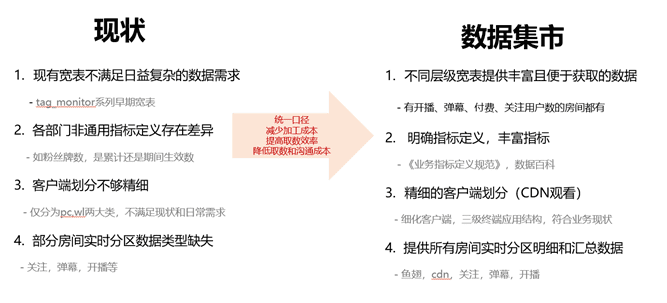 现状
1. 现有宽表不满足日益复杂的数据需求
- tag_monitor系列早期宽表
2. 各部门非通用指标定义存在差异
- 如粉丝牌数，是累计还是期间生效数
3. 客户端划分不够精细
- 仅分为pc,wl两大类，不满足现状和日常需求
4. 部分房间实时分区数据类型缺失
- 关注，弹幕，开播等
统一口径
减少加工成本
提高取数效率
降低取数和沟通成本
数据集市
1. 不同层级宽表提供丰富且便于获取的数据
- 有开播、弹幕、付费、关注用户数的房间都有
2. 明确指标定义，丰富指标
- 《业务指标定义规范》，数据百科
3. 精细的客户端划分（CDN观看）
- 细化客户端，三级终端应用结构，符合业务现状
4. 提供所有房间实时分区明细和汇总数据
- 鱼翅，cdn，关注，弹幕，开播